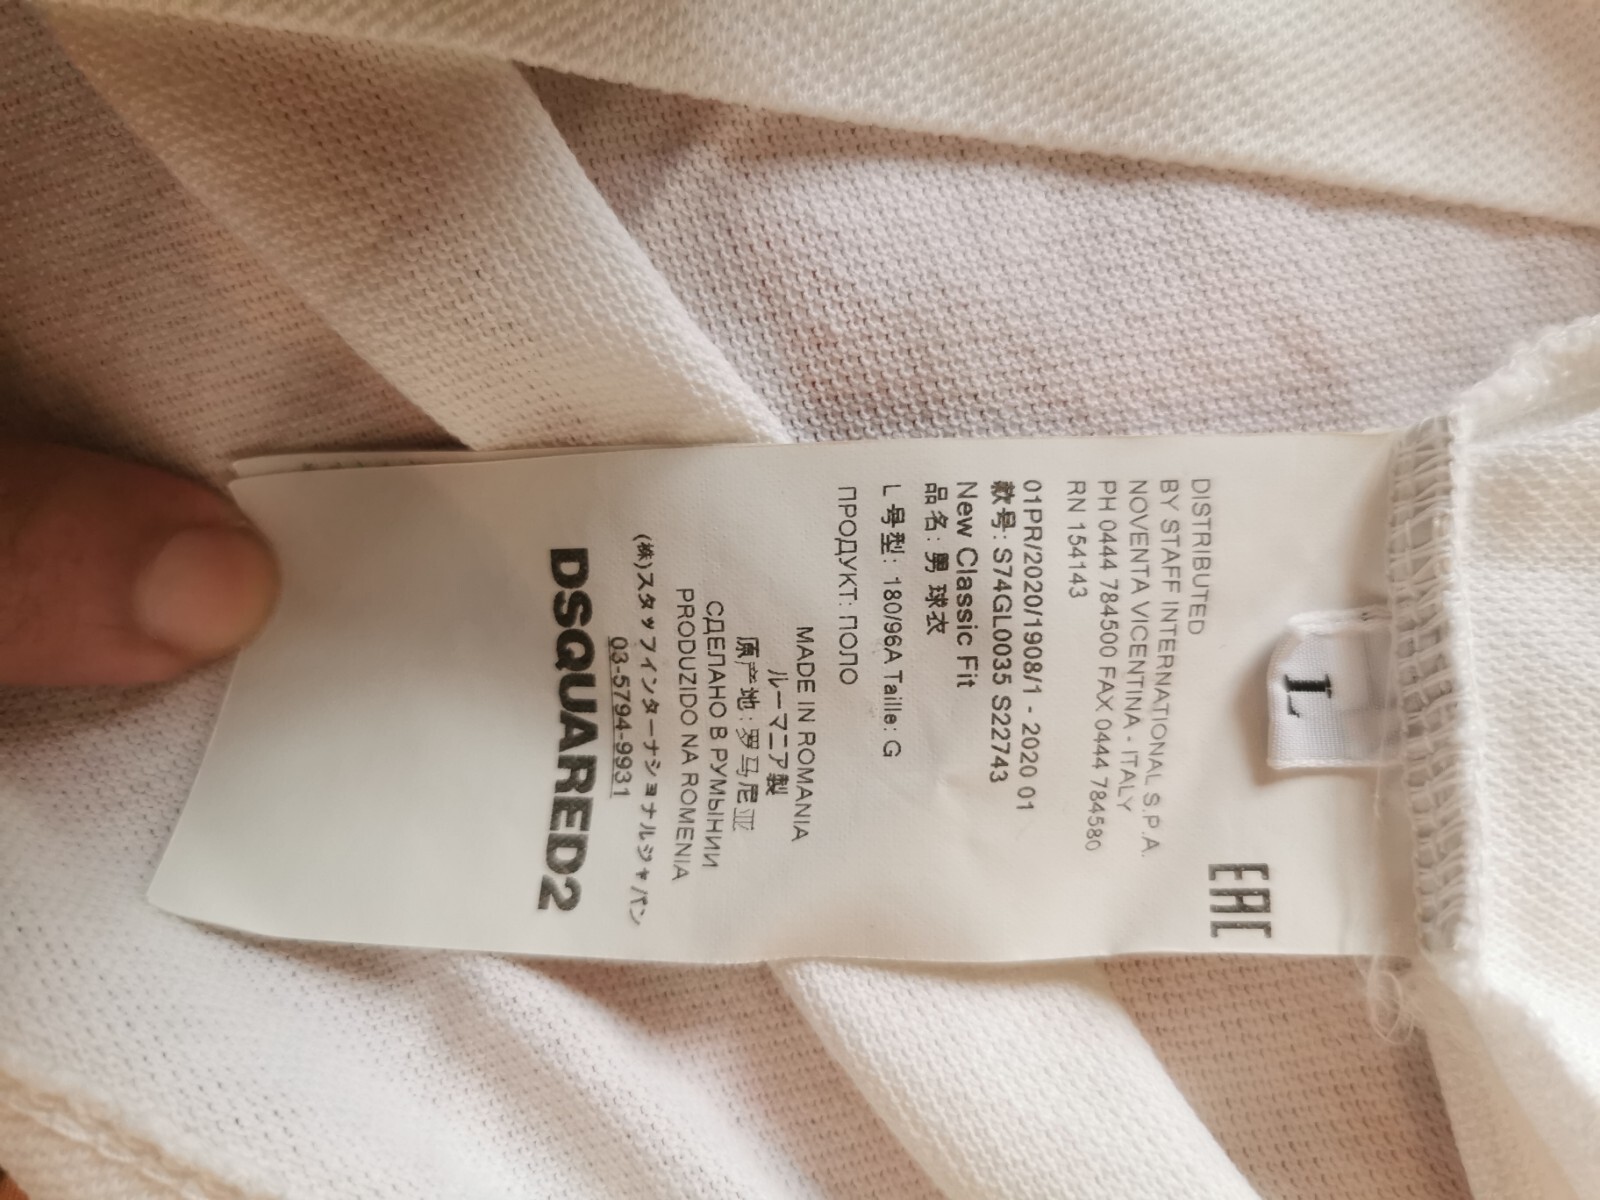 L
EAC
DISTRIBUTED
BY STAFF INTERNATIONAL S.P.A.
NOVENTA VICENTINA - ITALY
PH 0444 784500 FAX 0444 784580
RN 154143
01PR/2020/1908/1 - 2020 01
款号: S74GL0035 S22743
New Classic Fit
品名: 男 球衣
L 号型: 180/96A Taille: G
ПРОДУКТ: ПОЛО
MADE IN ROMANIA
ルーマニア製
原产地: 罗马尼亚
СДЕЛАНО В РУМЫНИИ
PRODUZIDO NA ROMENIA
(株)スタッフインターナショナルジャパン
03-5794-9931
DSQUARED2